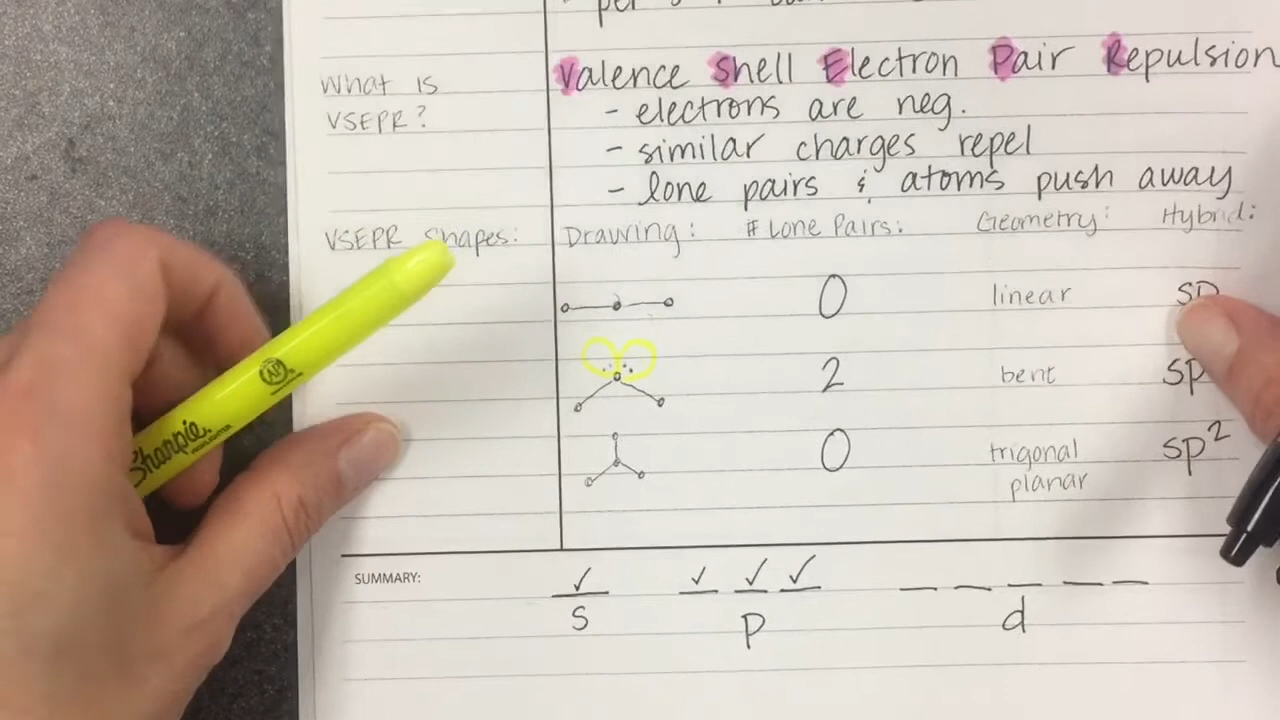 What is VSEPR?
Valence Shell Electron Pair Repulsion
- electrons are neg.
- similar charges repel
- lone pairs & atoms push away
VSEPR Shapes: Drawing: # Lone Pairs: Geometry: Hybrid:
0 linear sp
2 bent sp
0 trigonal planar sp²
SUMMARY:
s p d
Sharpie
HIGHLIGHTER
AP